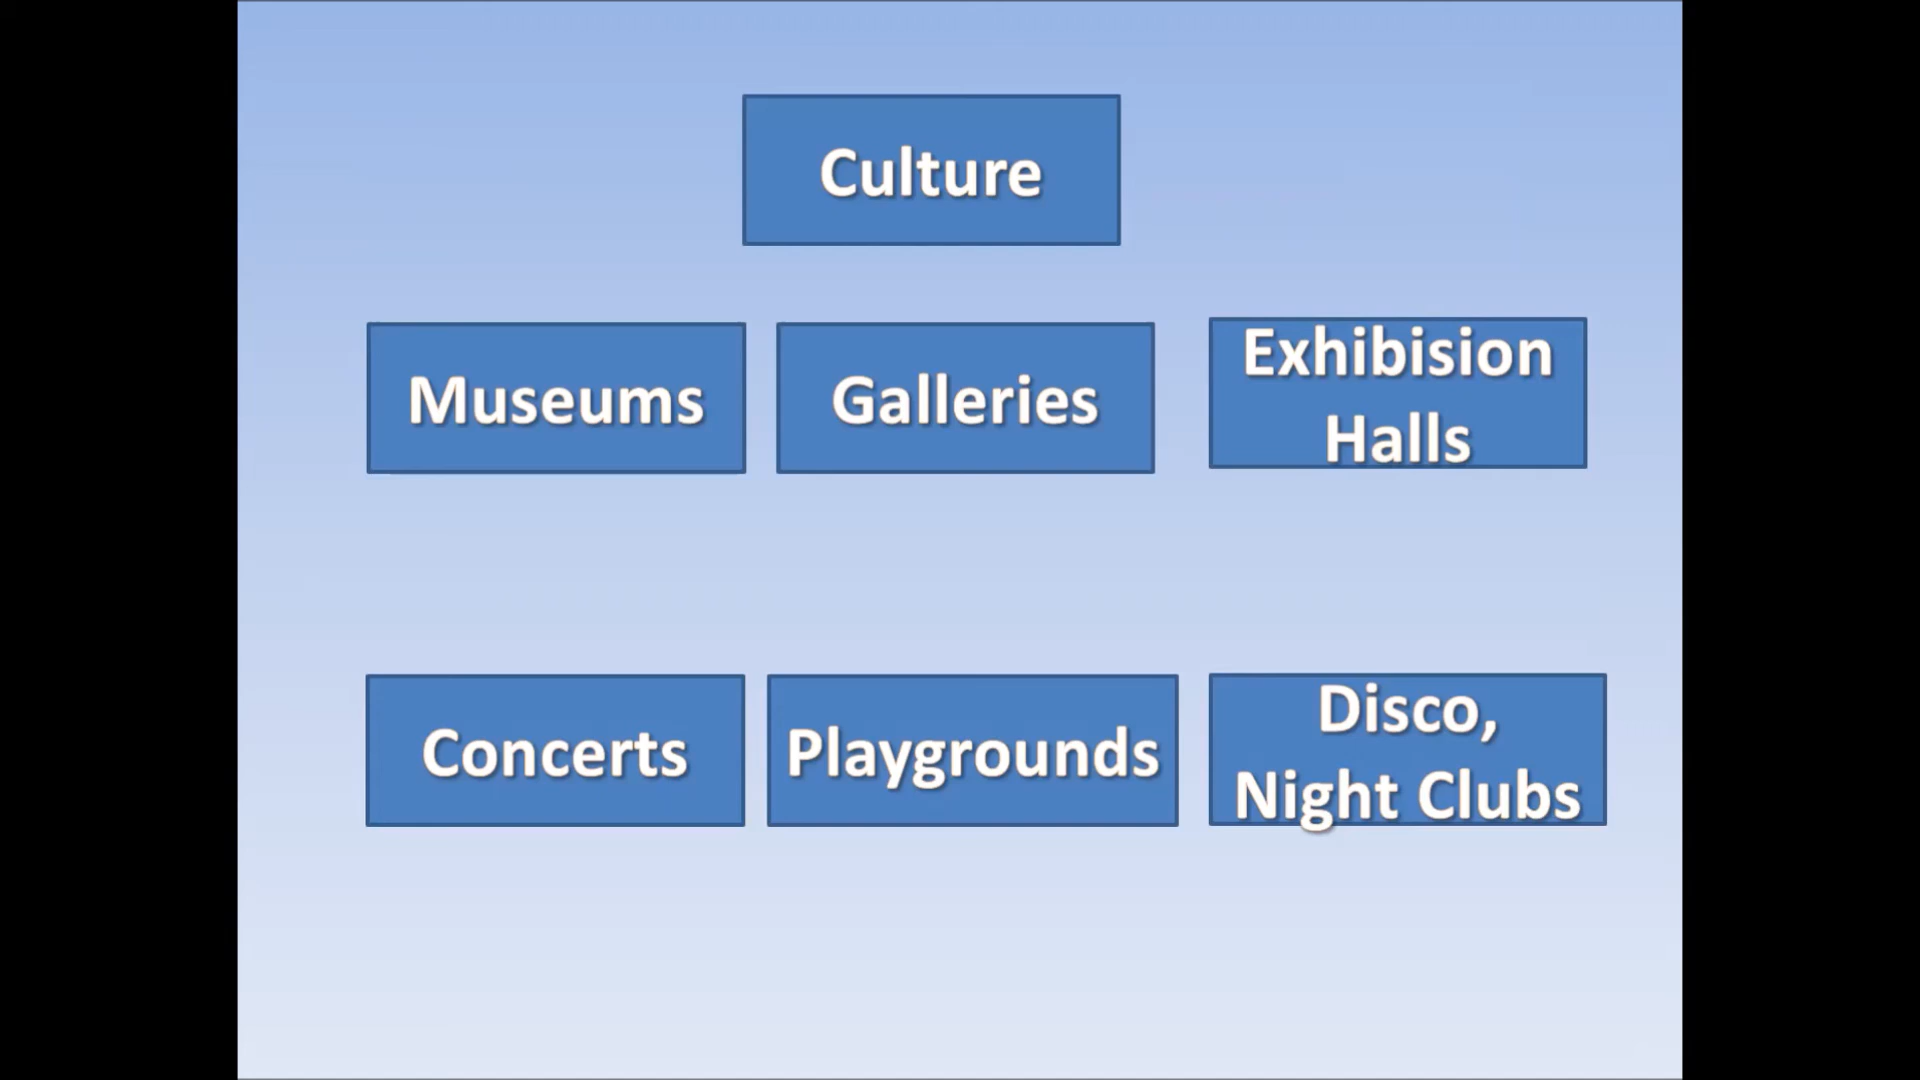 Culture
Museums
Galleries
Exhibision
Halls
Concerts
Playgrounds
Disco,
Night Clubs